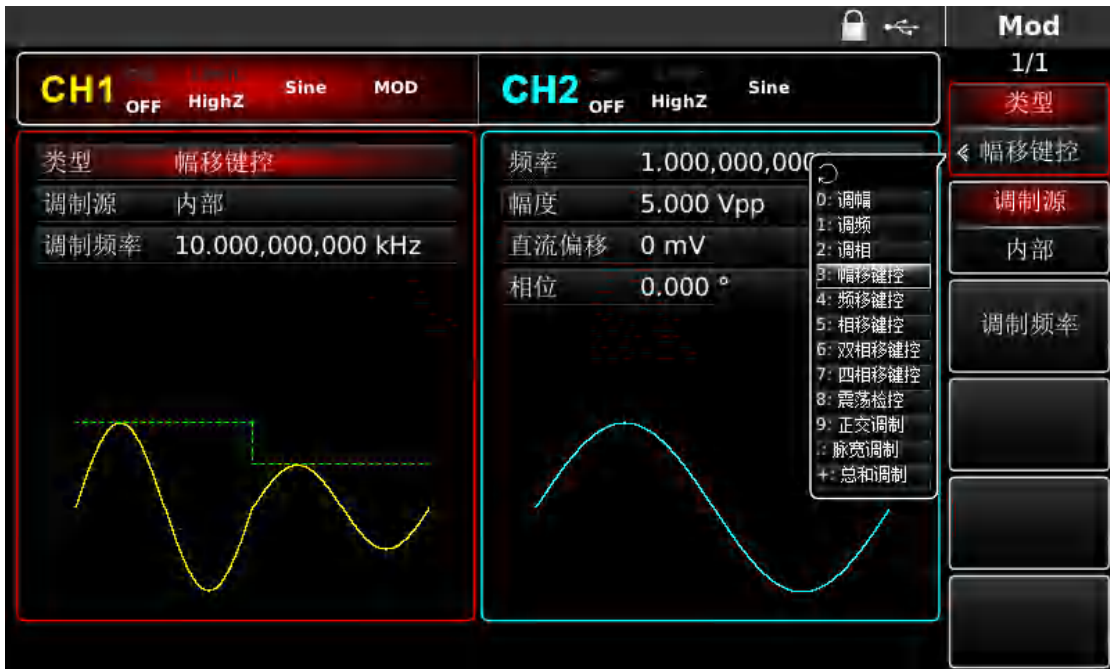 Mod
1/1
CH1 OFF HighZ Sine MOD
CH2 OFF HighZ Sine
类型 幅移键控
调制源 内部
调制频率 10.000,000,000 kHz
频率 1.000,000,000
幅度 5.000 Vpp
直流偏移 0 mV
相位 0.000 °
0: 调幅
1: 调频
2: 调相
3: 幅移键控
4: 频移键控
5: 相移键控
6: 双相移键控
7: 四相移键控
8: 震荡检控
9: 正交调制
.: 脉宽调制
+: 总和调制
类型
幅移键控
调制源
内部
调制频率